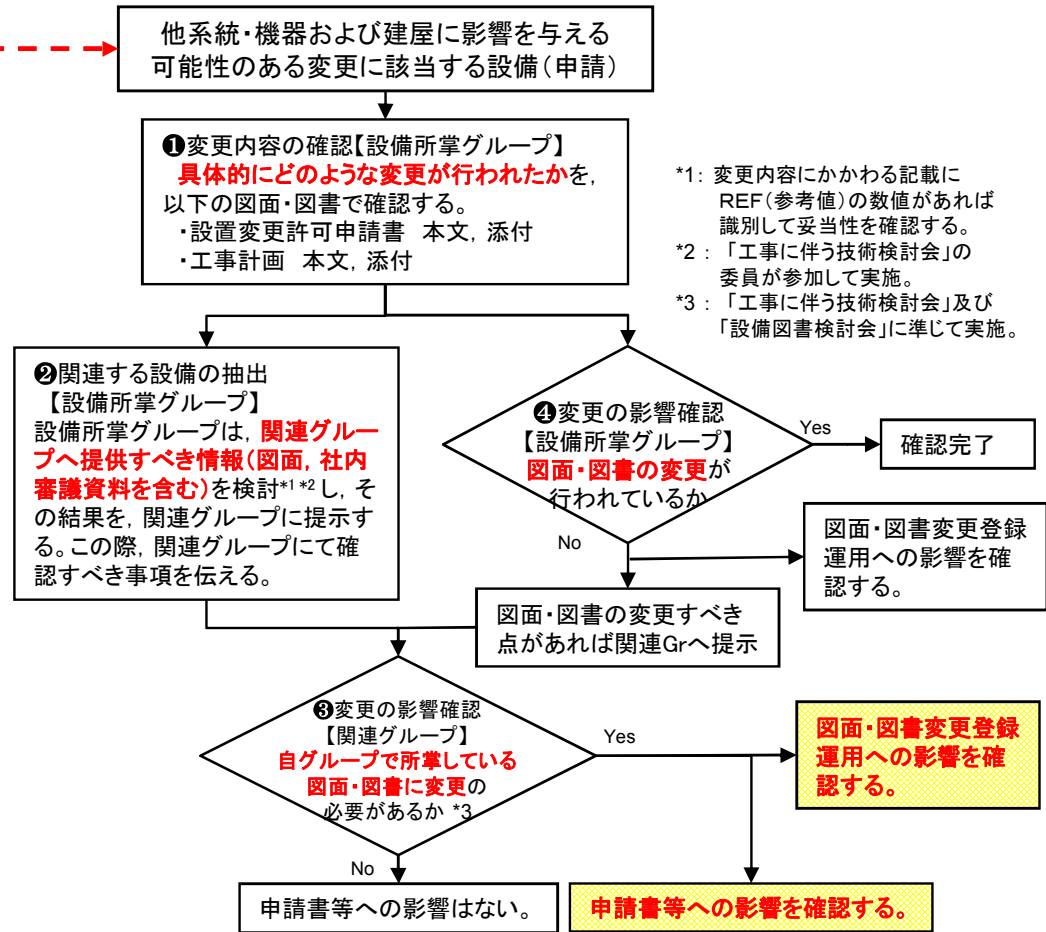 他系統・機器および建屋に影響を与える
可能性のある変更に該当する設備（申請）
❶変更内容の確認【設備所掌グループ】
具体的にどのような変更が行われたかを，
以下の図面・図書で確認する。
・設置変更許可申請書　本文，添付
・工事計画　本文，添付
*1： 変更内容にかかわる記載に
REF（参考値）の数値があれば
識別して妥当性を確認する。
*2 ： 「工事に伴う技術検討会」の
委員が参加して実施。
*3 ： 「工事に伴う技術検討会」及び
「設備図書検討会」に準じて実施。
❷関連する設備の抽出
【設備所掌グループ】
設備所掌グループは，関連グルー
プへ提供すべき情報（図面，社内
審議資料を含む）を検討*1 *2し，そ
の結果を，関連グループに提示す
る。この際，関連グループにて確
認すべき事項を伝える。
❹変更の影響確認
【設備所掌グループ】
図面・図書の変更が
行われているか
Yes
確認完了
No
図面・図書変更登録
運用への影響を確
認する。
図面・図書の変更すべき
点があれば関連Grへ提示
❸変更の影響確認
【関連グループ】
自グループで所掌している
図面・図書に変更の
必要があるか *3
Yes
図面・図書変更登録
運用への影響を確
認する。
No
申請書等への影響はない。
申請書等への影響を確認する。